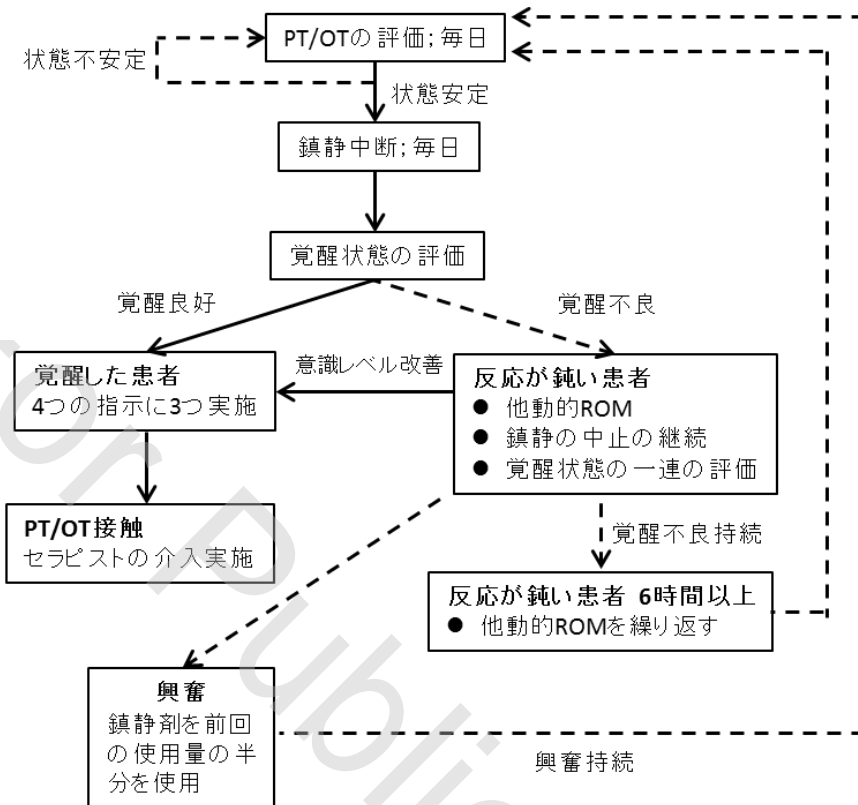 PT/OTの評価;毎日
状態不安定
状態安定
鎮静中断;毎日
覚醒状態の評価
覚醒良好
覚醒不良
覚醒した患者
4つの指示に3つ実施
意識レベル改善
反応が鈍い患者
● 他動的ROM
● 鎮静の中止の継続
● 覚醒状態の一連の評価
PT/OT接触
セラピストの介入実施
覚醒不良持続
反応が鈍い患者 6時間以上
● 他動的ROMを繰り返す
興奮
鎮静剤を前回
の使用量の半
分を使用
興奮持続
or Public